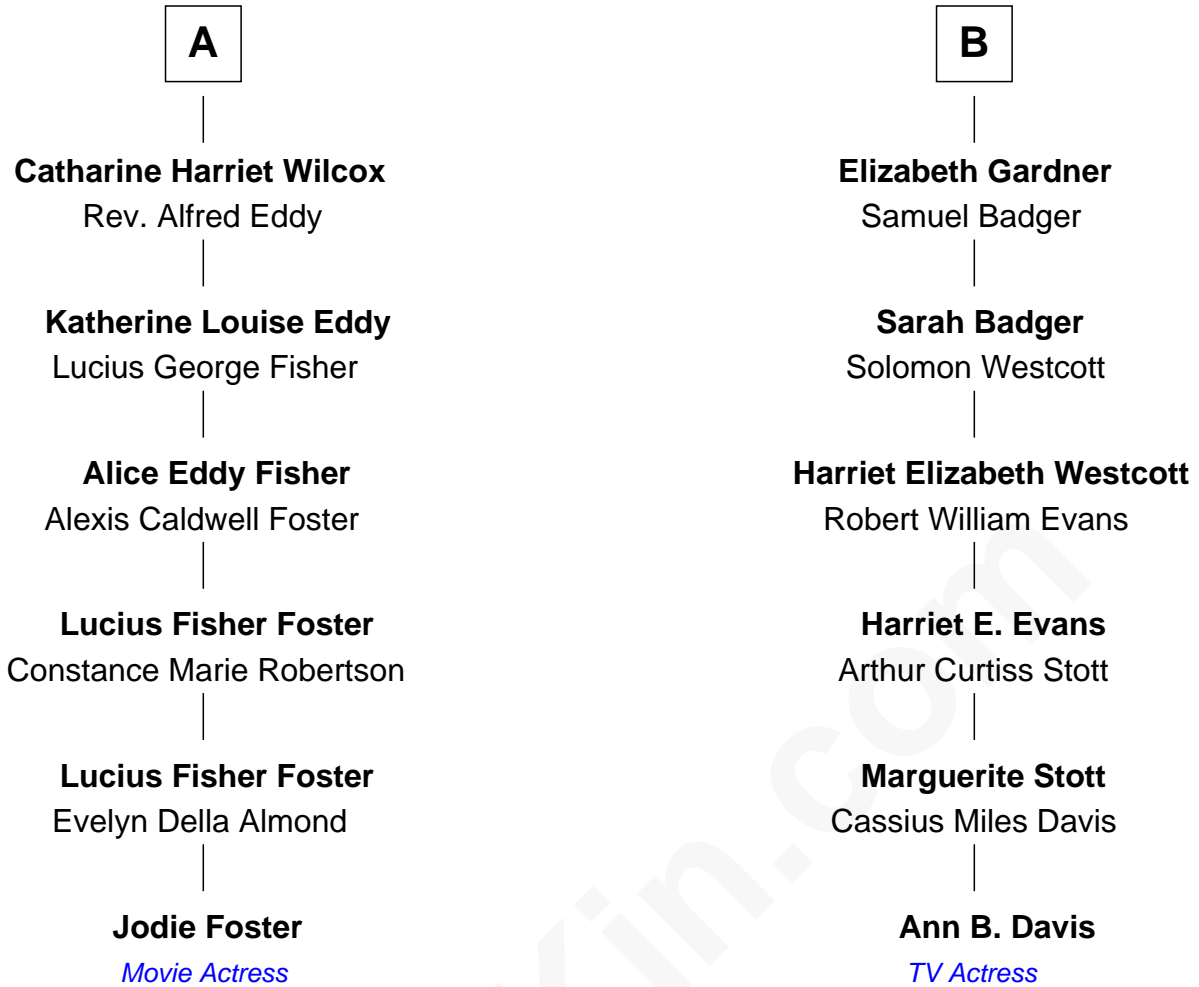 A
Catharine Harriet Wilcox
Rev. Alfred Eddy
Katherine Louise Eddy
Lucius George Fisher
Alice Eddy Fisher
Alexis Caldwell Foster
Lucius Fisher Foster
Constance Marie Robertson
Lucius Fisher Foster
Evelyn Della Almond
Jodie Foster
Movie Actress
B
Elizabeth Gardner
Samuel Badger
Sarah Badger
Solomon Westcott
Harriet Elizabeth Westcott
Robert William Evans
Harriet E. Evans
Arthur Curtiss Stott
Marguerite Stott
Cassius Miles Davis
Ann B. Davis
TV Actress
Kin.com